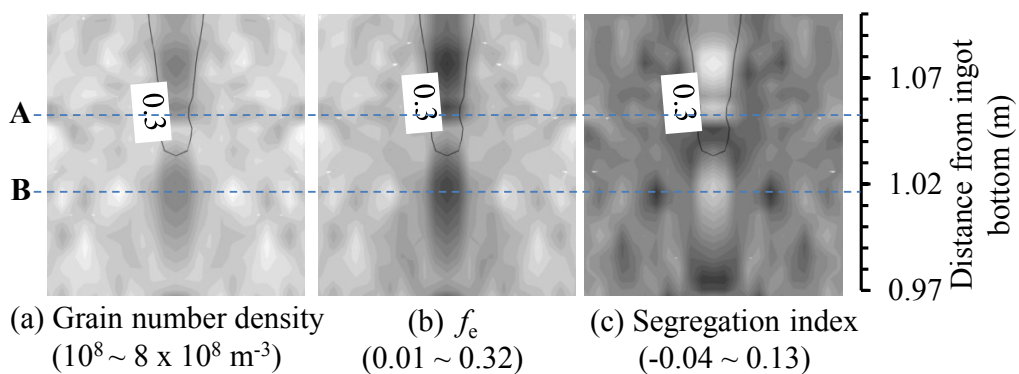 0.3
0.3
0.3
A
B
1.07
1.02
0.97
Distance from ingot
bottom (m)
(a) Grain number density
(10⁸ ~ 8 x 10⁸ m⁻³)
(b) fₑ
(0.01 ~ 0.32)
(c) Segregation index
(-0.04 ~ 0.13)